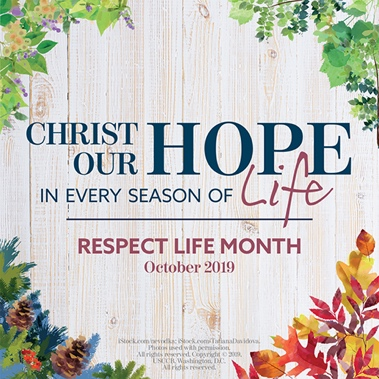 CHRIST OUR HOPE
IN EVERY SEASON OF Life
RESPECT LIFE MONTH
October 2019
iStock.com/nevodka, iStock.com/TatianaDavidova.
Photos used with permission.
All rights reserved. Copyright © 2019,
USCCB, Washington, D.C.
All rights reserved.